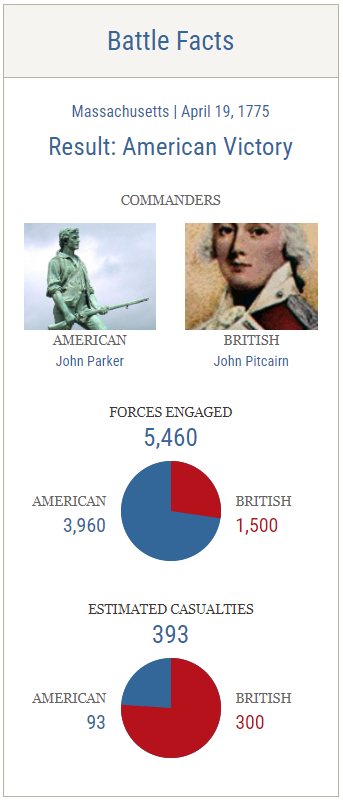 Battle Facts
Massachusetts | April 19, 1775
Result: American Victory
COMMANDERS
AMERICAN
John Parker
BRITISH
John Pitcairn
FORCES ENGAGED
5,460
AMERICAN
3,960
BRITISH
1,500
ESTIMATED CASUALTIES
393
AMERICAN
93
BRITISH
300